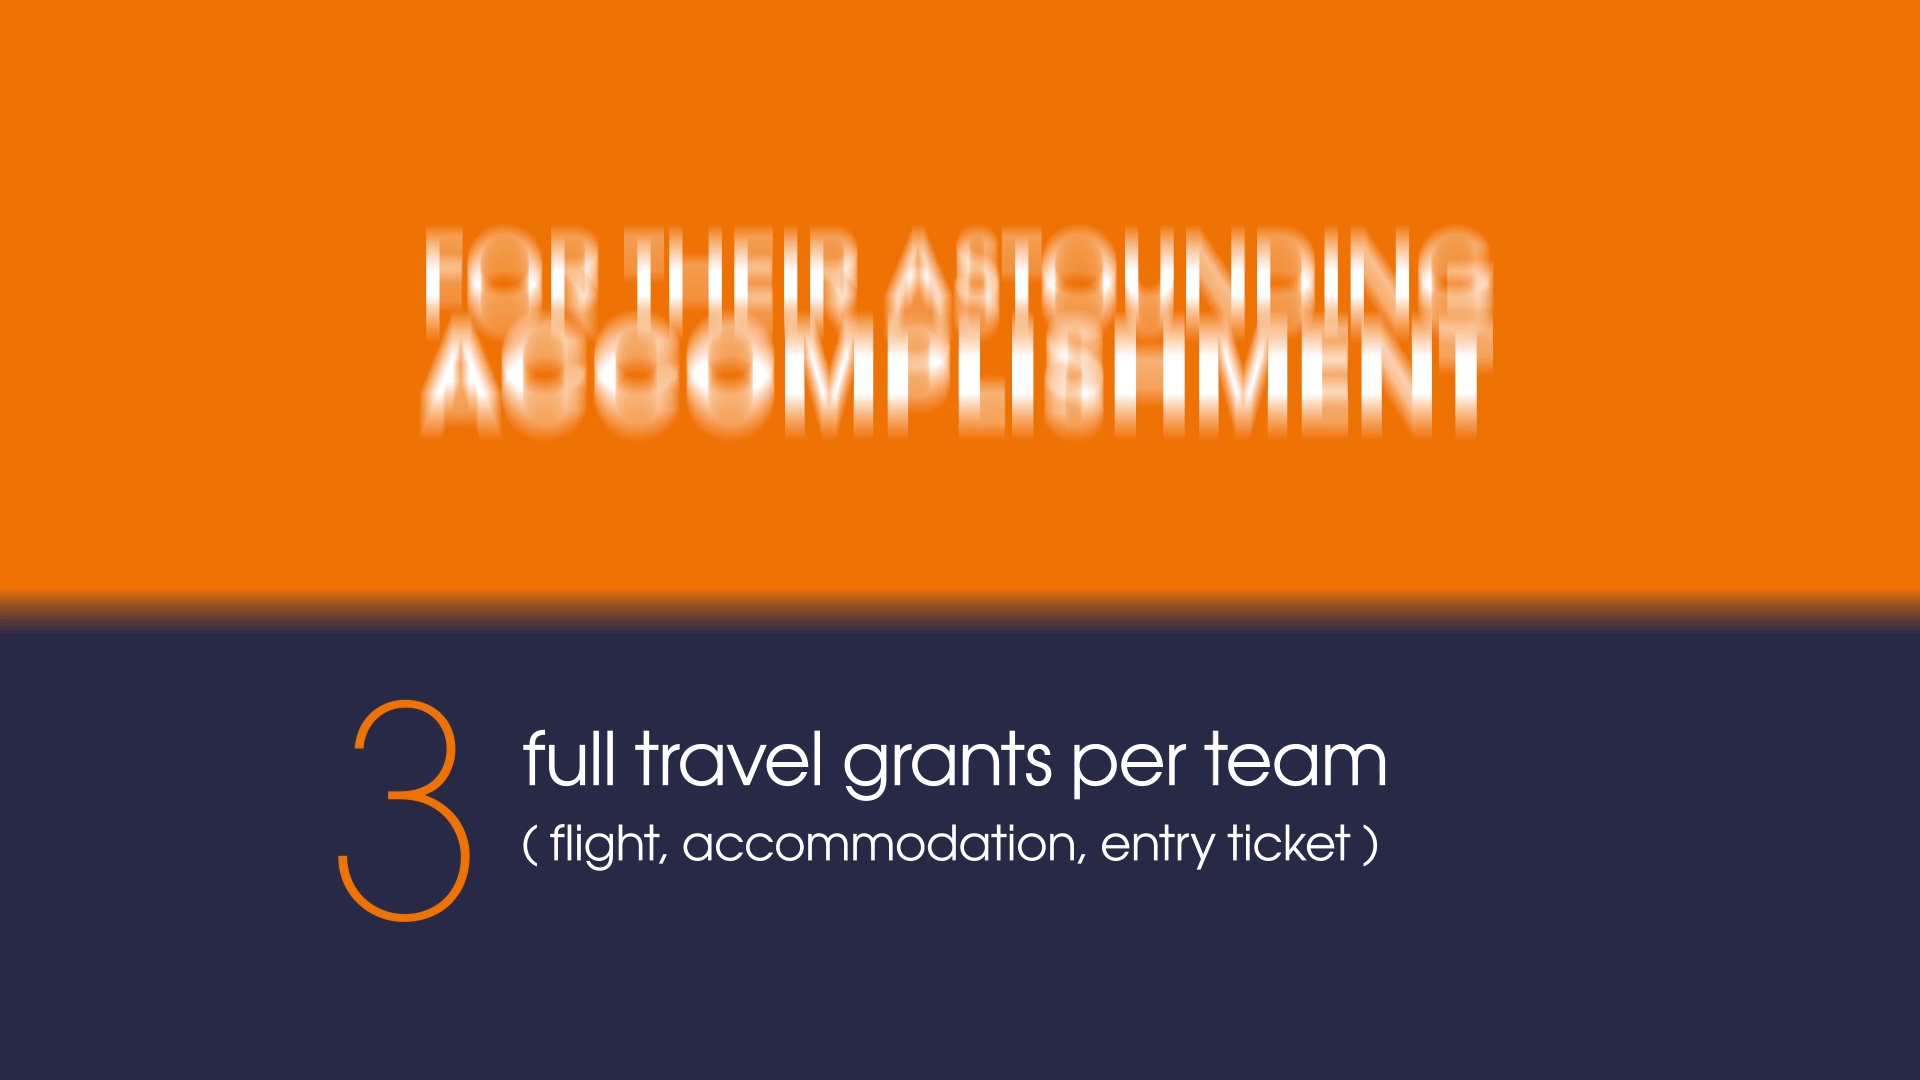 FOR THEIR ASTOUNDING
ACCOMPLISHMENT
3
full travel grants per team
( flight, accommodation, entry ticket )